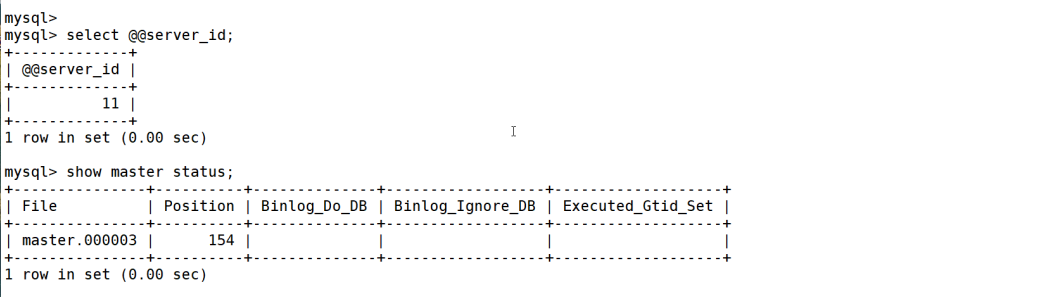 mysql>
mysql> select @@server_id;
+-------------+
| @@server_id |
+-------------+
|          11 |
+-------------+
1 row in set (0.00 sec)
mysql> show master status;
+---------------+----------+--------------+------------------+-------------------+
| File          | Position | Binlog_Do_DB | Binlog_Ignore_DB | Executed_Gtid_Set |
+---------------+----------+--------------+------------------+-------------------+
| master.000003 |      154 |              |                  |                   |
+---------------+----------+--------------+------------------+-------------------+
1 row in set (0.00 sec)